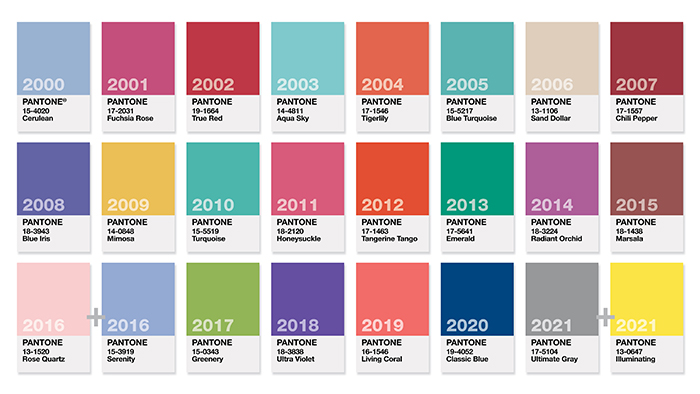 2000
PANTONE®
15-4020
Cerulean
2001
PANTONE
17-2031
Fuchsia Rose
2002
PANTONE
19-1664
True Red
2003
PANTONE
14-4811
Aqua Sky
2004
PANTONE
17-1546
Tigerlily
2005
PANTONE
15-5217
Blue Turquoise
2006
PANTONE
13-1106
Sand Dollar
2007
PANTONE
17-1557
Chili Pepper
2008
PANTONE
18-3943
Blue Iris
2009
PANTONE
14-0848
Mimosa
2010
PANTONE
15-5519
Turquoise
2011
PANTONE
18-2120
Honeysuckle
2012
PANTONE
17-1463
Tangerine Tango
2013
PANTONE
17-5641
Emerald
2014
PANTONE
18-3224
Radiant Orchid
2015
PANTONE
18-1438
Marsala
2016
PANTONE
13-1520
Rose Quartz
+
2016
PANTONE
15-3919
Serenity
2017
PANTONE
15-0343
Greenery
2018
PANTONE
18-3838
Ultra Violet
2019
PANTONE
16-1546
Living Coral
2020
PANTONE
19-4052
Classic Blue
2021
PANTONE
17-5104
Ultimate Gray
+
2021
PANTONE
13-0647
Illuminating